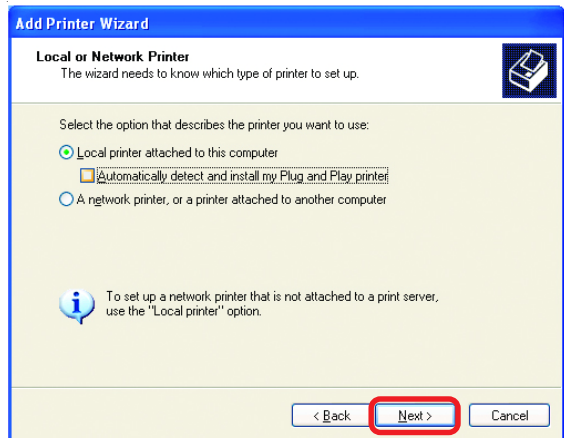 Add Printer Wizard
Local or Network Printer
The wizard needs to know which type of printer to set up.
Select the option that describes the printer you want to use:
Local printer attached to this computer
Automatically detect and install my Plug and Play printer
A network printer, or a printer attached to another computer
To set up a network printer that is not attached to a print server,
use the "Local printer" option.
< Back
Next >
Cancel